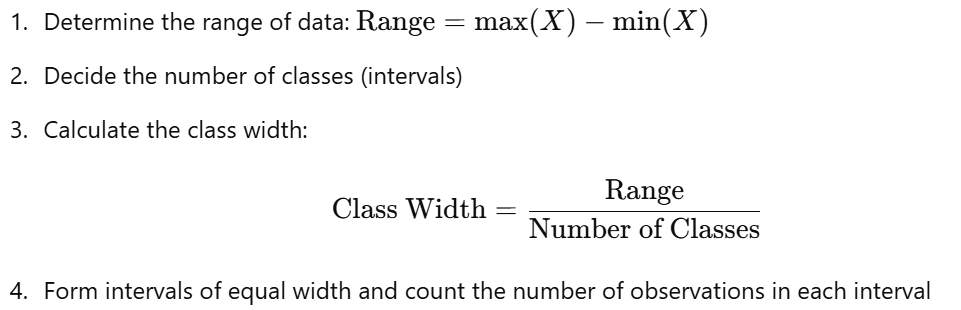 1. Determine the range of data: Range = max(X) − min(X)
2. Decide the number of classes (intervals)
3. Calculate the class width:
Class Width = Range / Number of Classes
4. Form intervals of equal width and count the number of observations in each interval